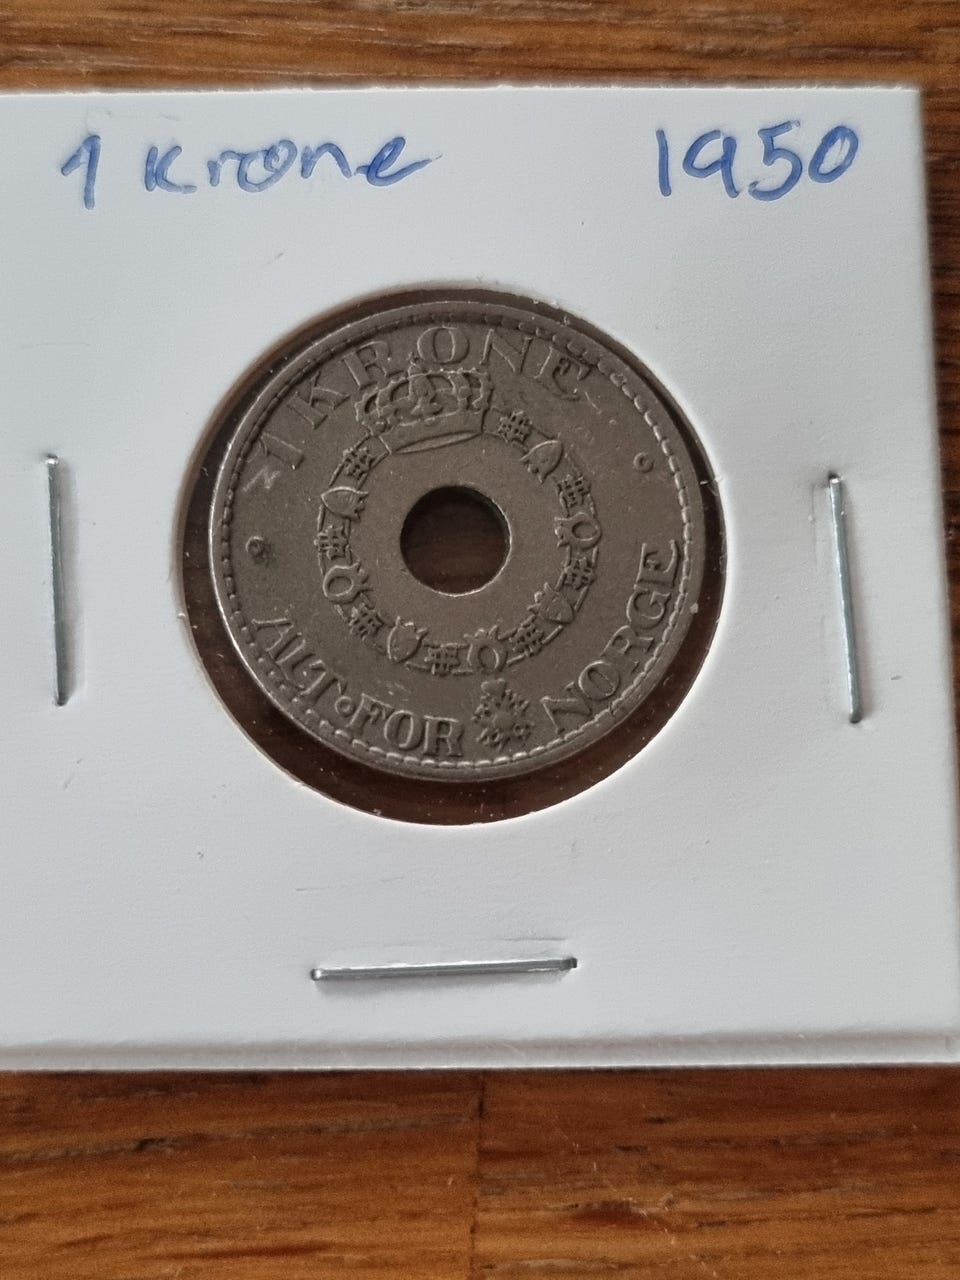 1 Krone 1950
1 KRONE
ALT FOR NORGE